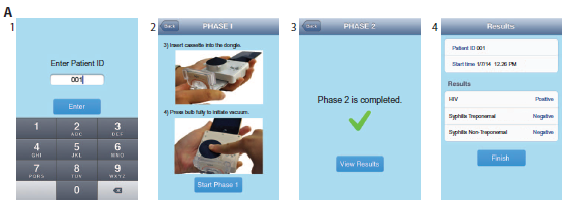 A
1
Enter Patient ID
001
Enter
1
2
ABC
3
DEF
4
GHI
5
JKL
6
MNO
7
PQRS
8
TUV
9
WXYZ
0
2
Back
PHASE 1
3) Insert cassette into the dongle.
4) Press bulb fully to initiate vacuum.
Start Phase 1
3
Back
PHASE 2
Phase 2 is completed.
View Results
4
Results
Patient ID 001
Start time 1/7/14 12:26 PM
Results
HIV Positive
Syphilis Treponemal Negative
Syphilis Non-Treponemal Negative
Finish